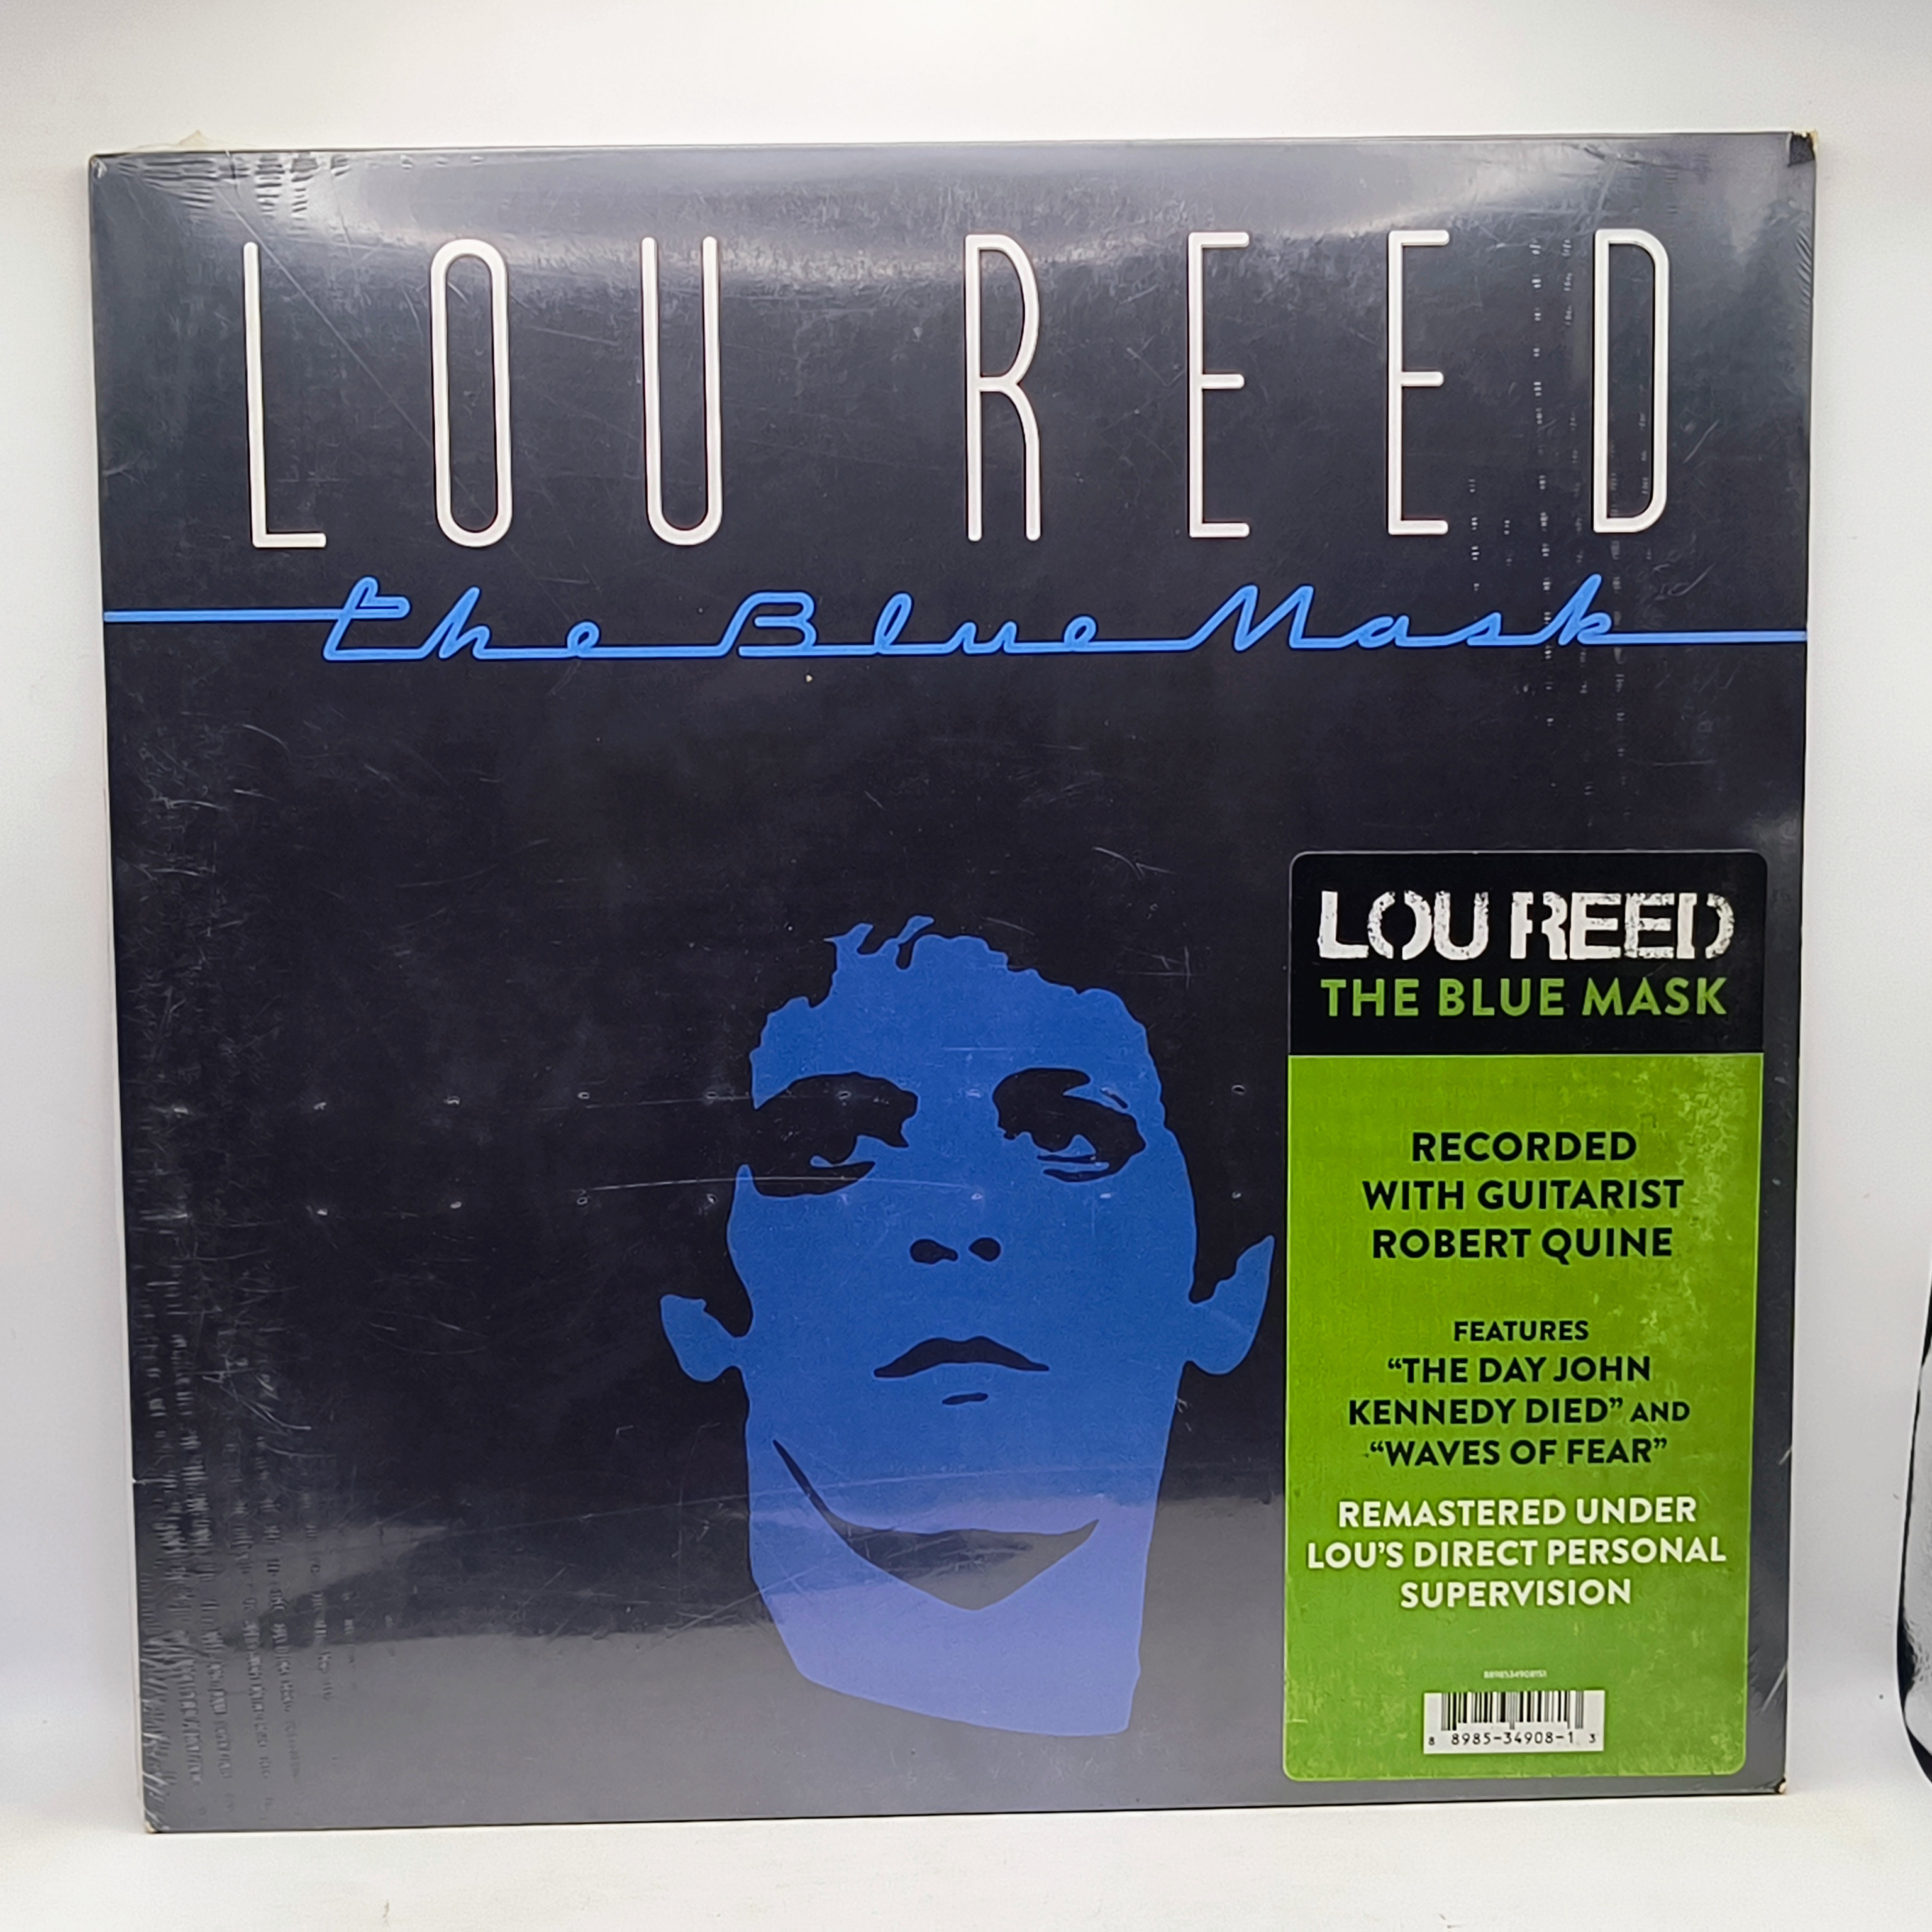 LOU REED
the Blue Mask
LOU REED
THE BLUE MASK
RECORDED
WITH GUITARIST
ROBERT QUINE
FEATURES
“THE DAY JOHN
KENNEDY DIED” AND
“WAVES OF FEAR”
REMASTERED UNDER
LOU’S DIRECT PERSONAL
SUPERVISION
8 8985-34908-1 3